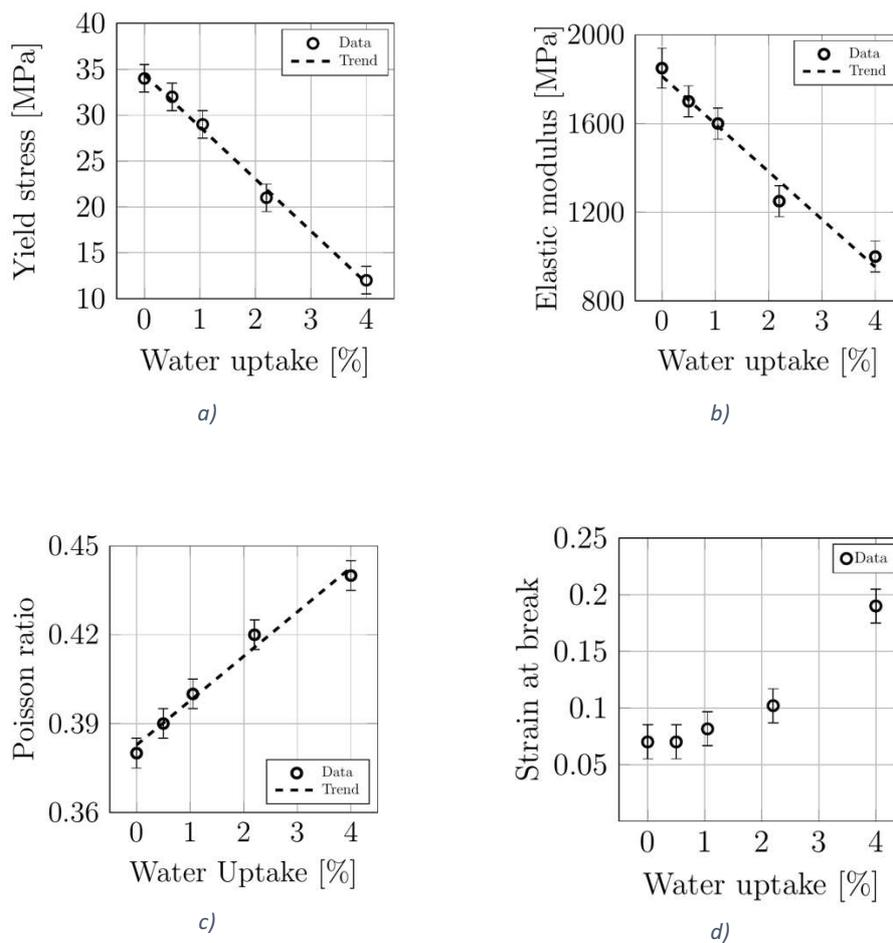 Yield stress [MPa]
40
35
30
25
20
15
10
Data
Trend
0 1 2 3 4
Water uptake [%]
a)
Elastic modulus [MPa]
2000
1600
1200
800
Data
Trend
0 1 2 3 4
Water uptake [%]
b)
Poisson ratio
0.45
0.42
0.39
0.36
Data
Trend
0 1 2 3 4
Water Uptake [%]
c)
Strain at break
0.25
0.2
0.15
0.1
0.05
Data
0 1 2 3 4
Water uptake [%]
d)